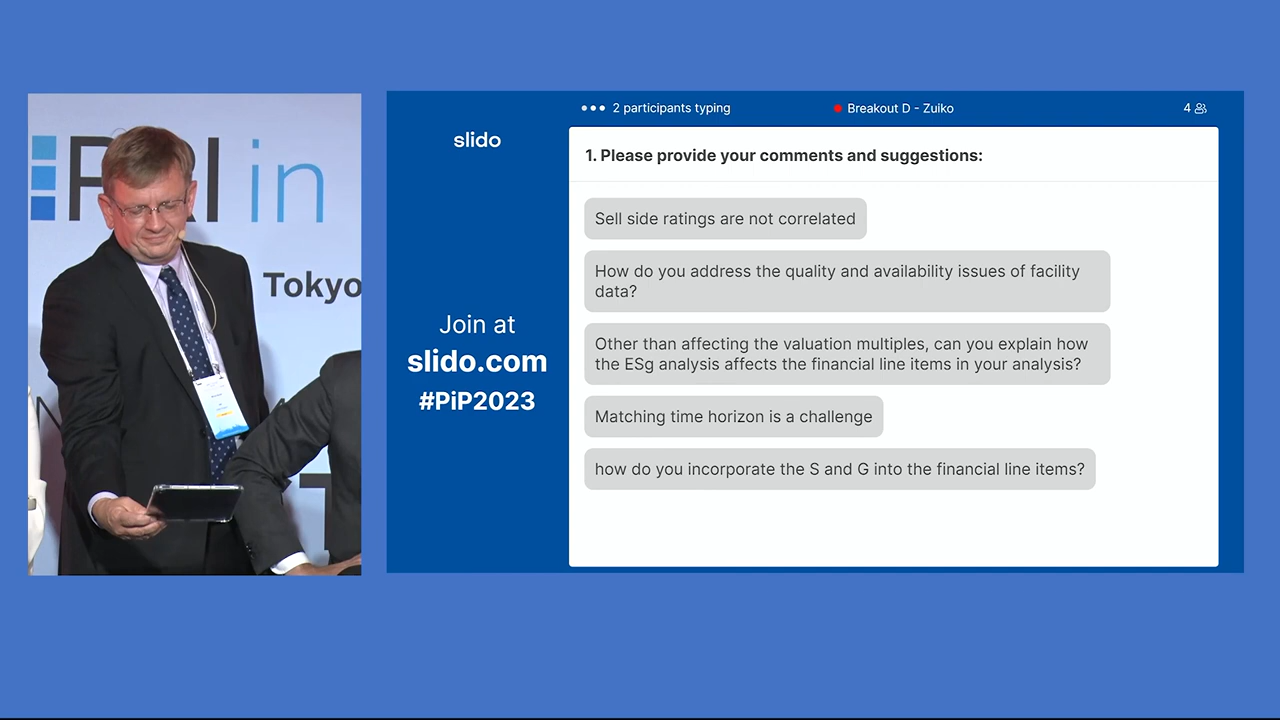 PRI in
Tokyo
slido
Join at
slido.com
#PiP2023
2 participants typing
Breakout D - Zuiko
4
1. Please provide your comments and suggestions:
Sell side ratings are not correlated
How do you address the quality and availability issues of facility
data?
Other than affecting the valuation multiples, can you explain how
the ESg analysis affects the financial line items in your analysis?
Matching time horizon is a challenge
how do you incorporate the S and G into the financial line items?